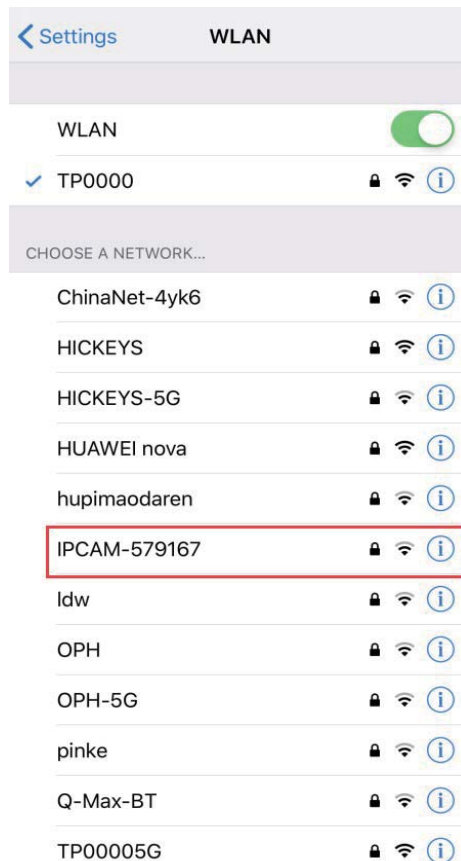 Settings WLAN
WLAN
TP0000
CHOOSE A NETWORK...
ChinaNet-4yk6
HICKEYS
HICKEYS-5G
HUAWEI nova
hupimaodaren
IPCAM-579167
ldw
OPH
OPH-5G
pinke
Q-Max-BT
TP00005G